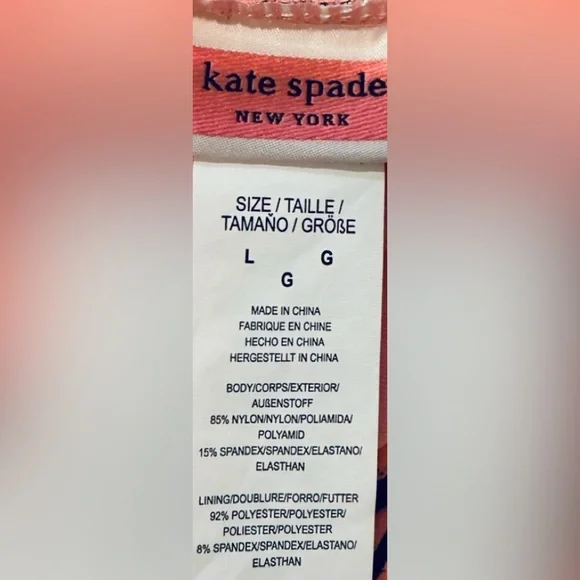 kate spade
NEW YORK
SIZE / TAILLE /
TAMAÑO / GRÖßE
L G
G
MADE IN CHINA
FABRIQUE EN CHINE
HECHO EN CHINA
HERGESTELLT IN CHINA
BODY/CORPS/EXTERIOR/
AUßENSTOFF
85% NYLON/NYLON/POLIAMIDA/
POLYAMID
15% SPANDEX/SPANDEX/ELASTANO/
ELASTHAN
LINING/DOUBLURE/FORRO/FUTTER
92% POLYESTER/POLYESTER/
POLIESTER/POLYESTER
8% SPANDEX/SPANDEX/ELASTANO/
ELASTHAN